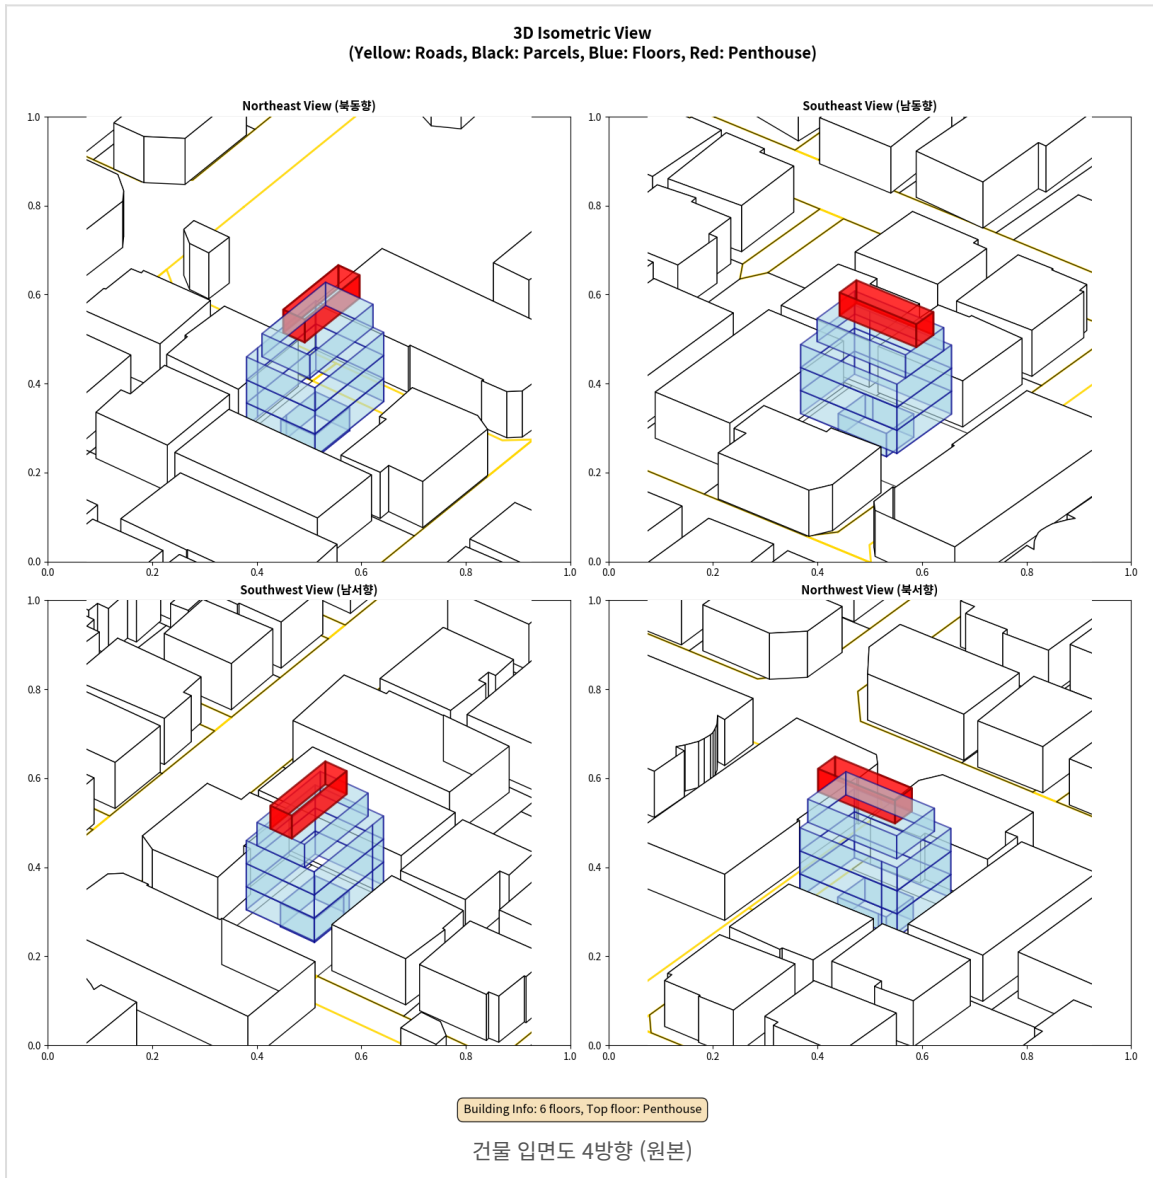 3D Isometric View
(Yellow: Roads, Black: Parcels, Blue: Floors, Red: Penthouse)
Northeast View (북동향)
1.0
0.8
0.6
0.4
0.2
0.0
0.0 0.2 0.4 0.6 0.8 1.0
Southeast View (남동향)
1.0
0.8
0.6
0.4
0.2
0.0
0.0 0.2 0.4 0.6 0.8 1.0
Southwest View (남서향)
1.0
0.8
0.6
0.4
0.2
0.0
0.0 0.2 0.4 0.6 0.8 1.0
Northwest View (북서향)
1.0
0.8
0.6
0.4
0.2
0.0
0.0 0.2 0.4 0.6 0.8 1.0
Building Info: 6 floors, Top floor: Penthouse
건물 입면도 4방향 (원본)